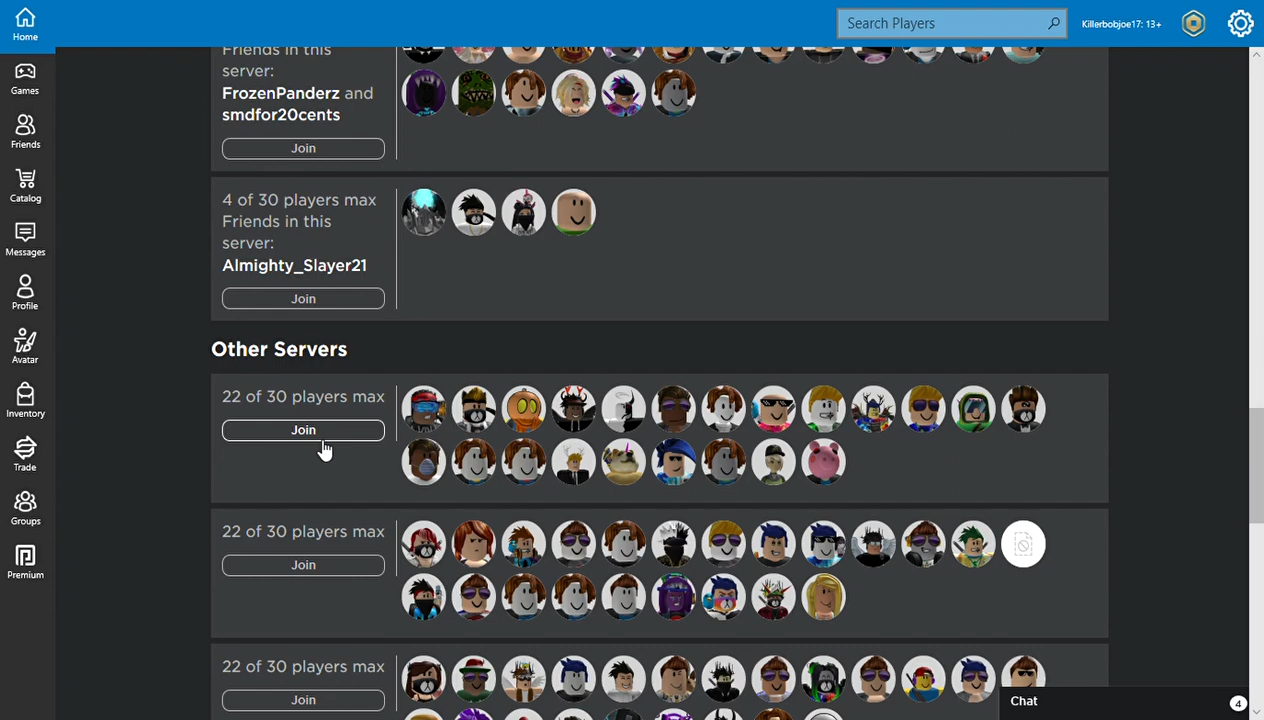 Home
Search Players
Killerbobjoe17: 13+
Games
Friends
Catalog
Messages
Profile
Avatar
Inventory
Trade
Groups
Premium
Friends in this
server:
FrozenPanderz and
smdfor20cents
Join
4 of 30 players max
Friends in this
server:
Almighty_Slayer21
Join
Other Servers
22 of 30 players max
Join
22 of 30 players max
Join
22 of 30 players max
Join
Chat
4